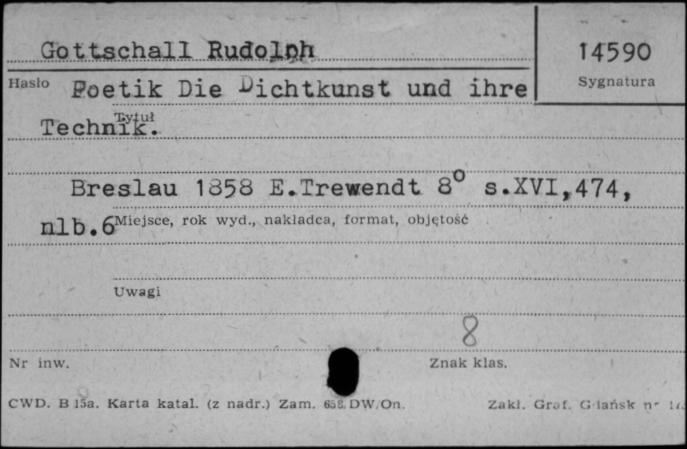 Gottschall Rudolph
14590
Hasło
Sygnatura
Poetik Die Dichtkunst und ihre
Tytuł
Technik.
Breslau 1858 E.Trewendt 8° s.XVI,474,
nlb.6
Miejsce, rok wyd., nakładca, format, objętość
Uwagi
8
Nr inw.
Znak klas.
CWD. B 15a. Karta katal. (z nadr.) Zam. 658.DW/On.
Zakł. Graf. Gdańsk nr